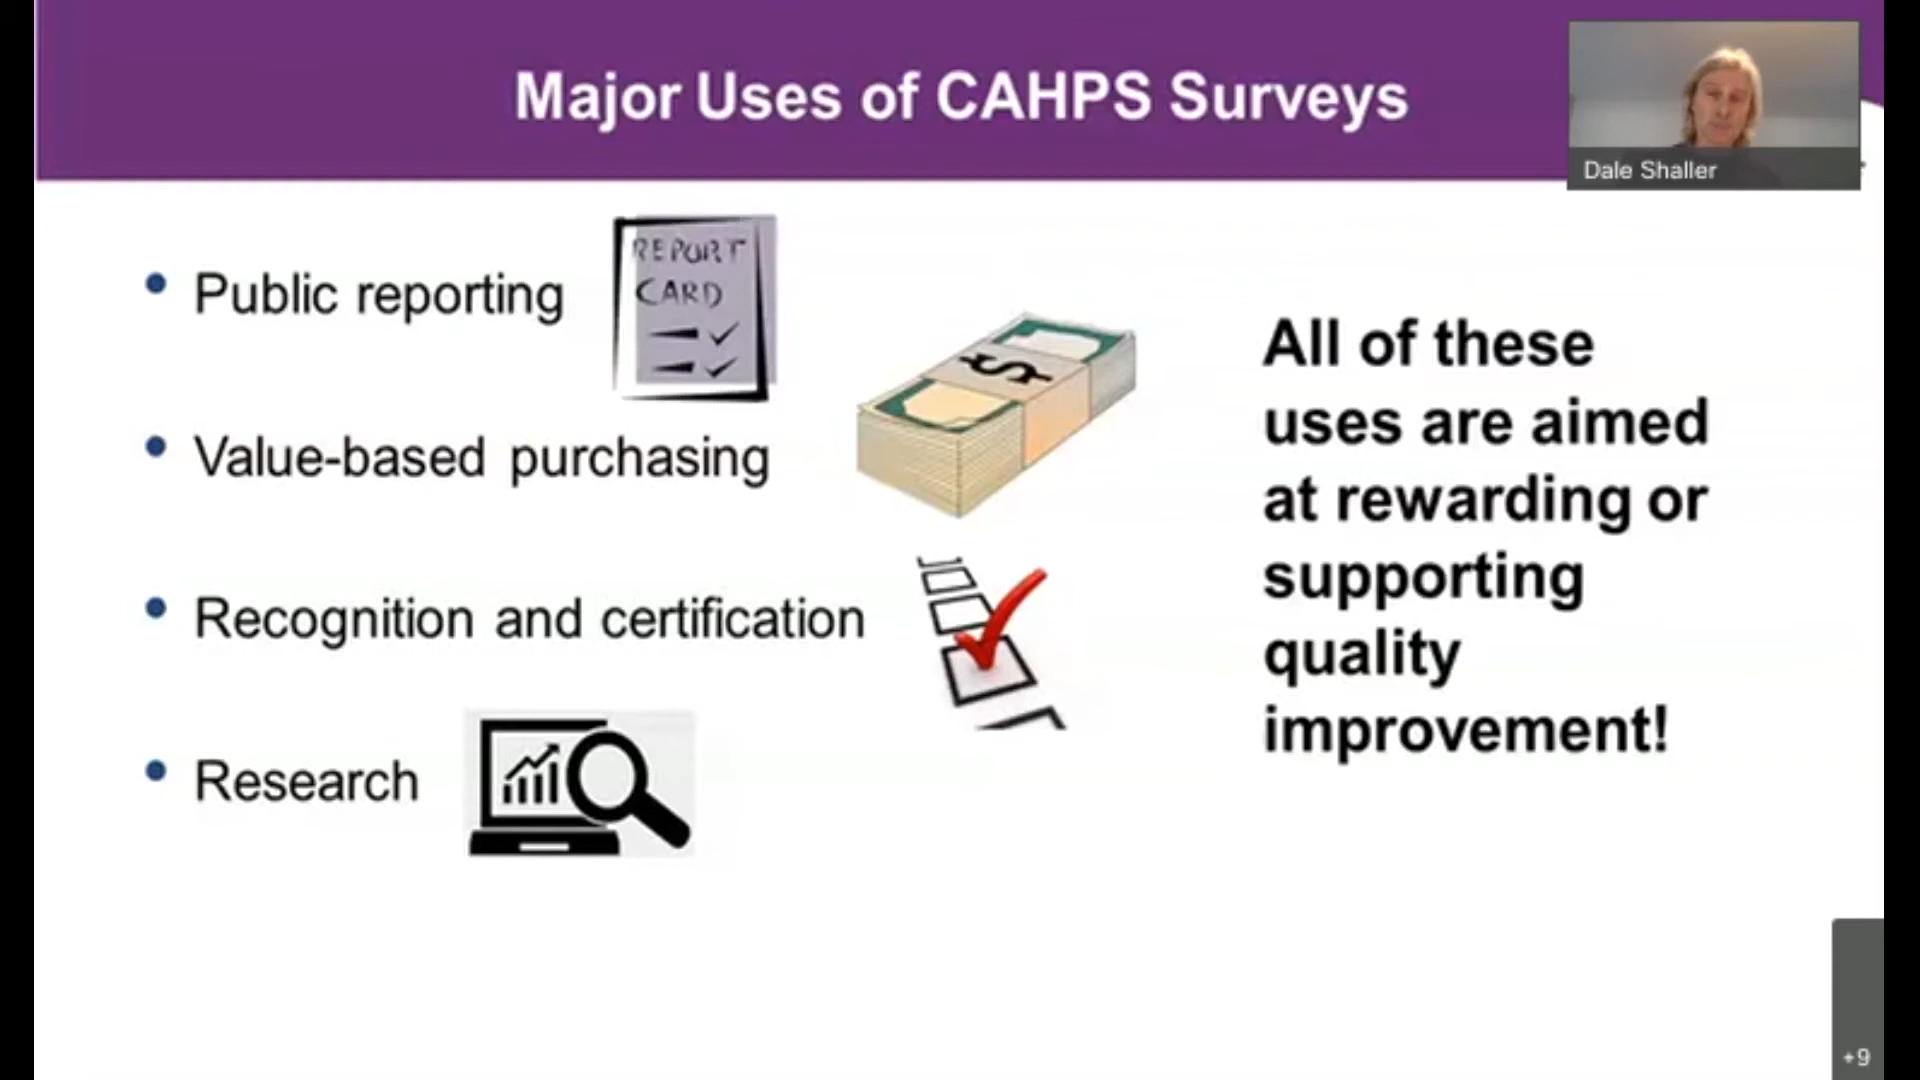 Major Uses of CAHPS Surveys
Dale Shaller
• Public reporting
REPORT
CARD
$
• Value-based purchasing
• Recognition and certification
• Research
All of these
uses are aimed
at rewarding or
supporting
quality
improvement!
+9